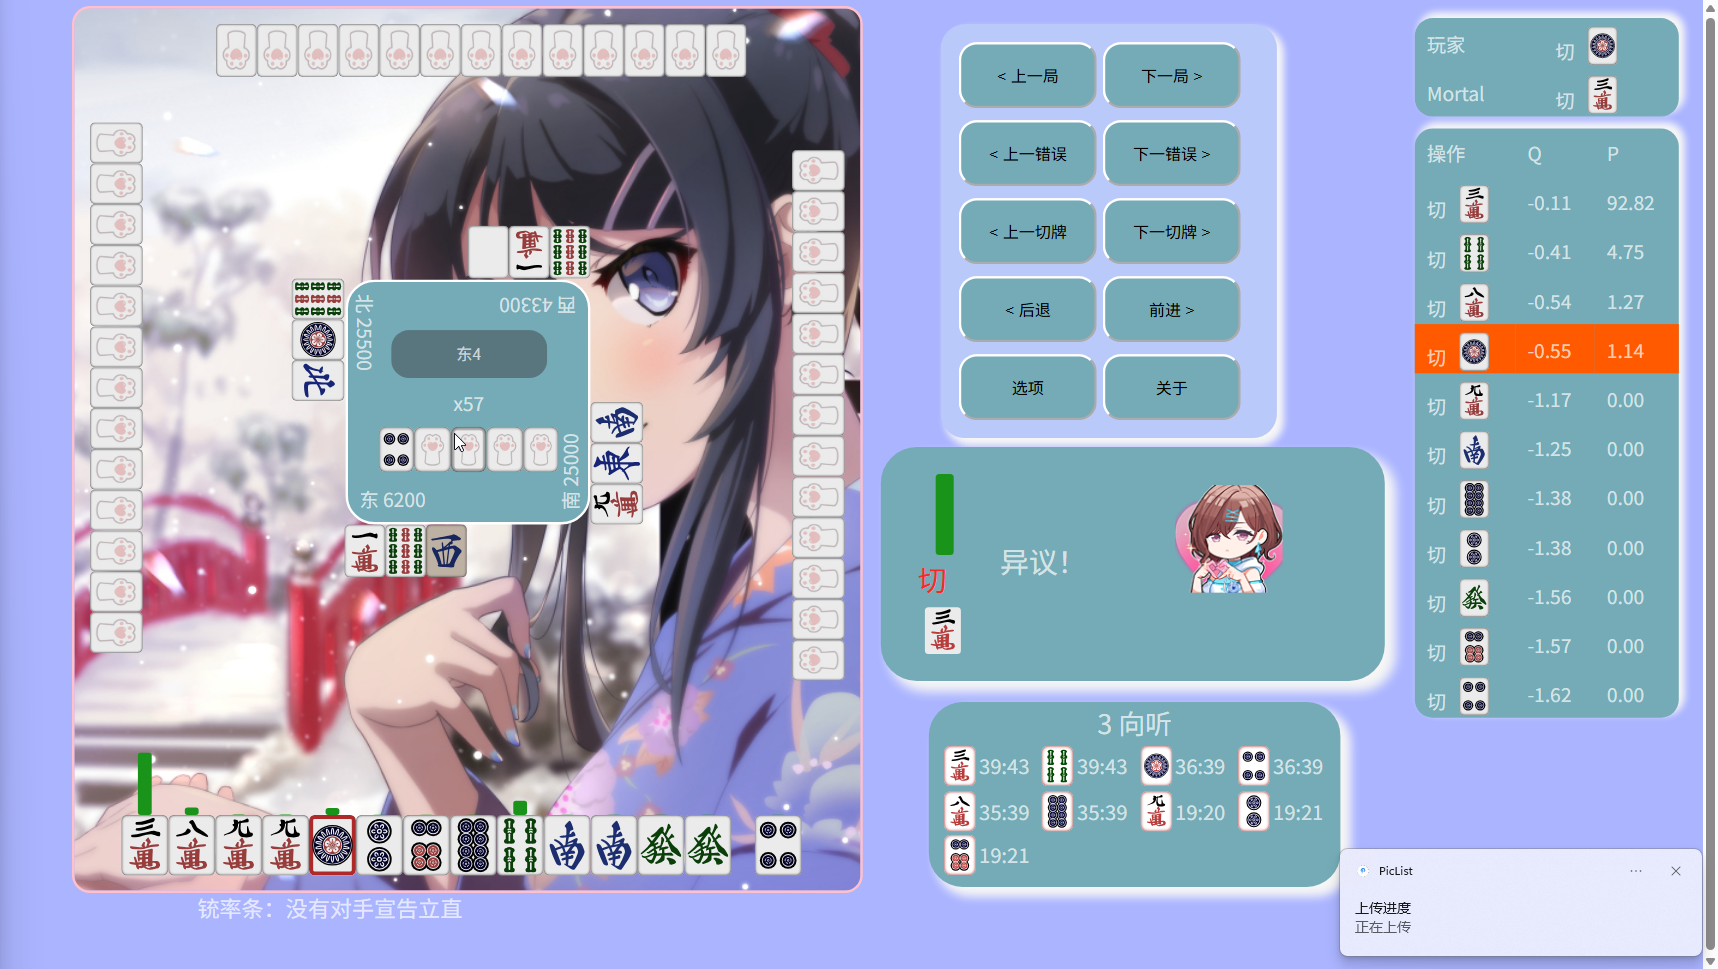 北 25500
西 43300
东4
x57
南 25000
东 6200
铳率条：没有对手宣告立直
< 上一局
下一局 >
< 上一错误
下一错误 >
< 上一切牌
下一切牌 >
< 后退
前进 >
选项
关于
切
异议！
3 向听
39:43 39:43 36:39 36:39
35:39 35:39 19:20 19:21
19:21
玩家 切
Mortal 切
操作 Q P
切 -0.11 92.82
切 -0.41 4.75
切 -0.54 1.27
切 -0.55 1.14
切 -1.17 0.00
切 -1.25 0.00
切 -1.38 0.00
切 -1.38 0.00
切 -1.56 0.00
切 -1.57 0.00
切 -1.62 0.00
PicList
上传进度
正在上传